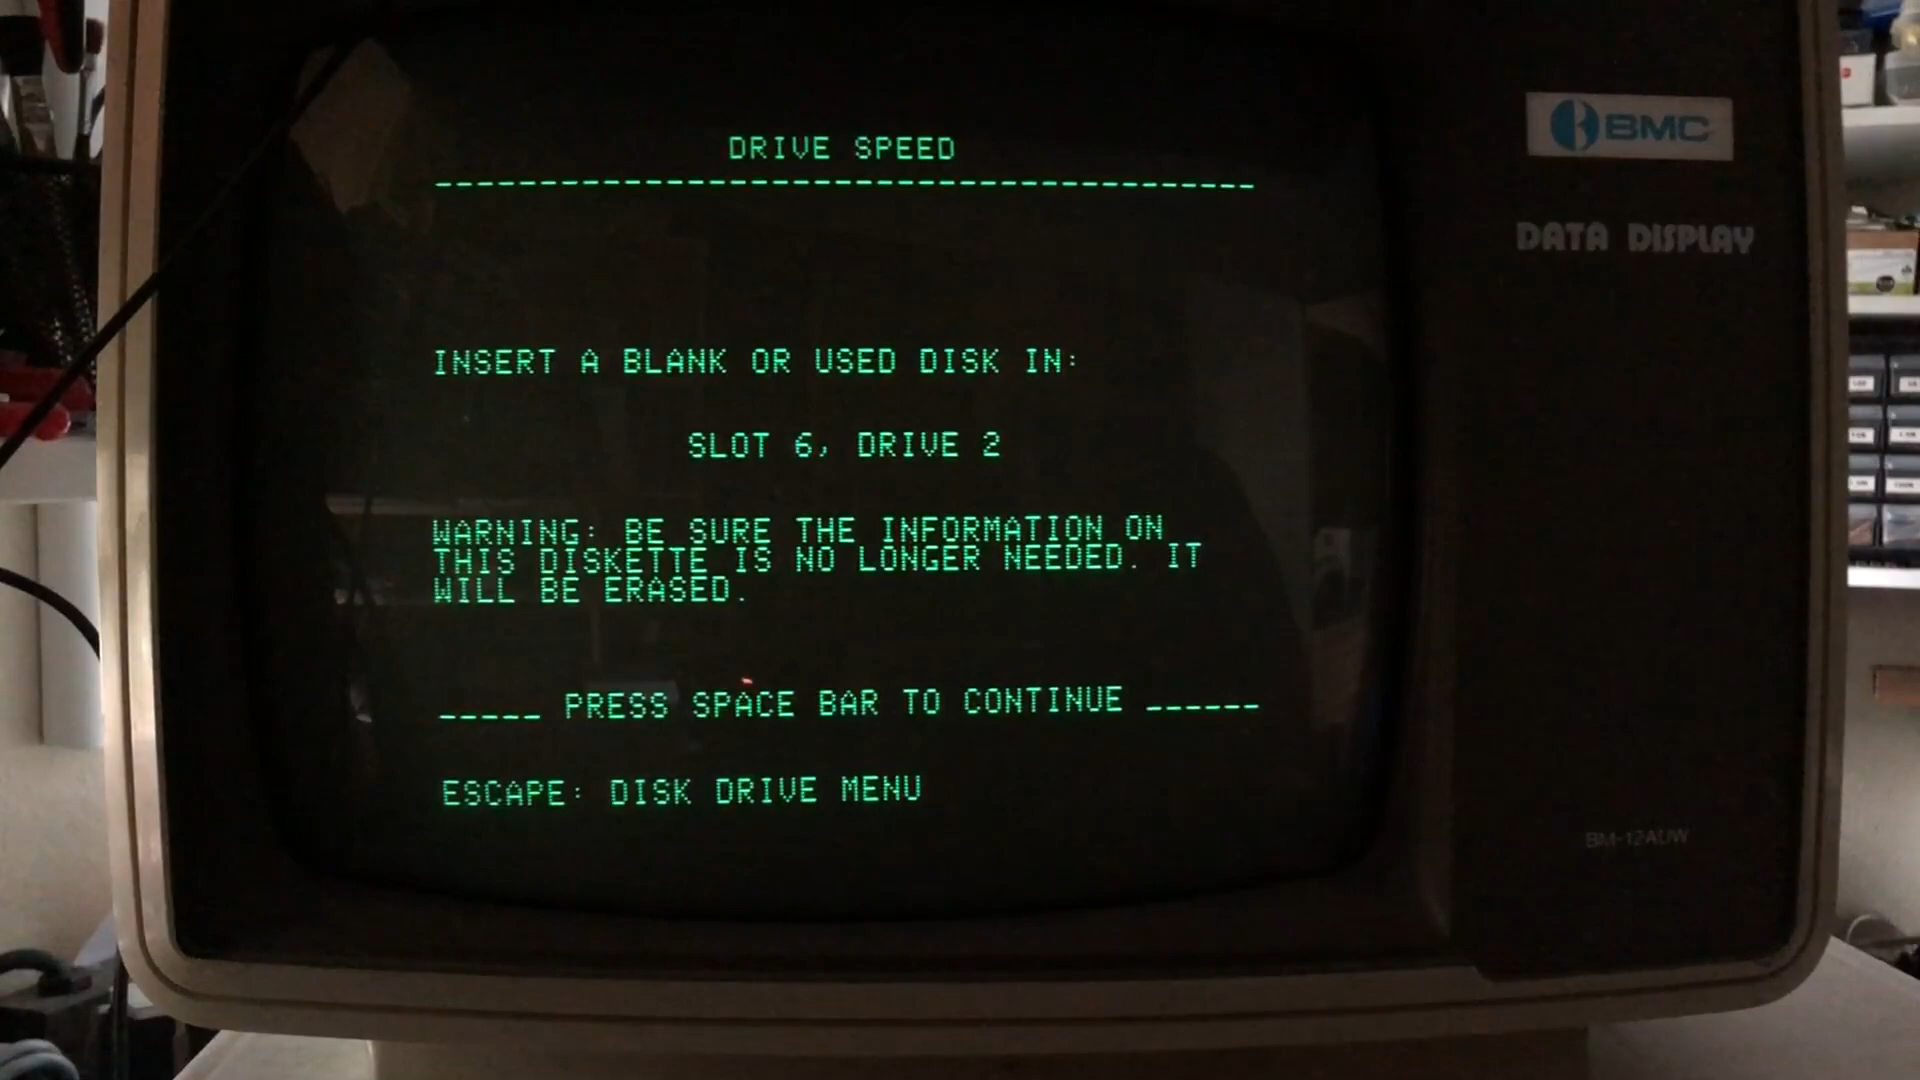 DRIVE SPEED
---------------------------------------
INSERT A BLANK OR USED DISK IN:
SLOT 6, DRIVE 2
WARNING: BE SURE THE INFORMATION ON
THIS DISKETTE IS NO LONGER NEEDED. IT
WILL BE ERASED.
_____ PRESS SPACE BAR TO CONTINUE ______
ESCAPE: DISK DRIVE MENU
BMC
DATA DISPLAY
BM-12AUW